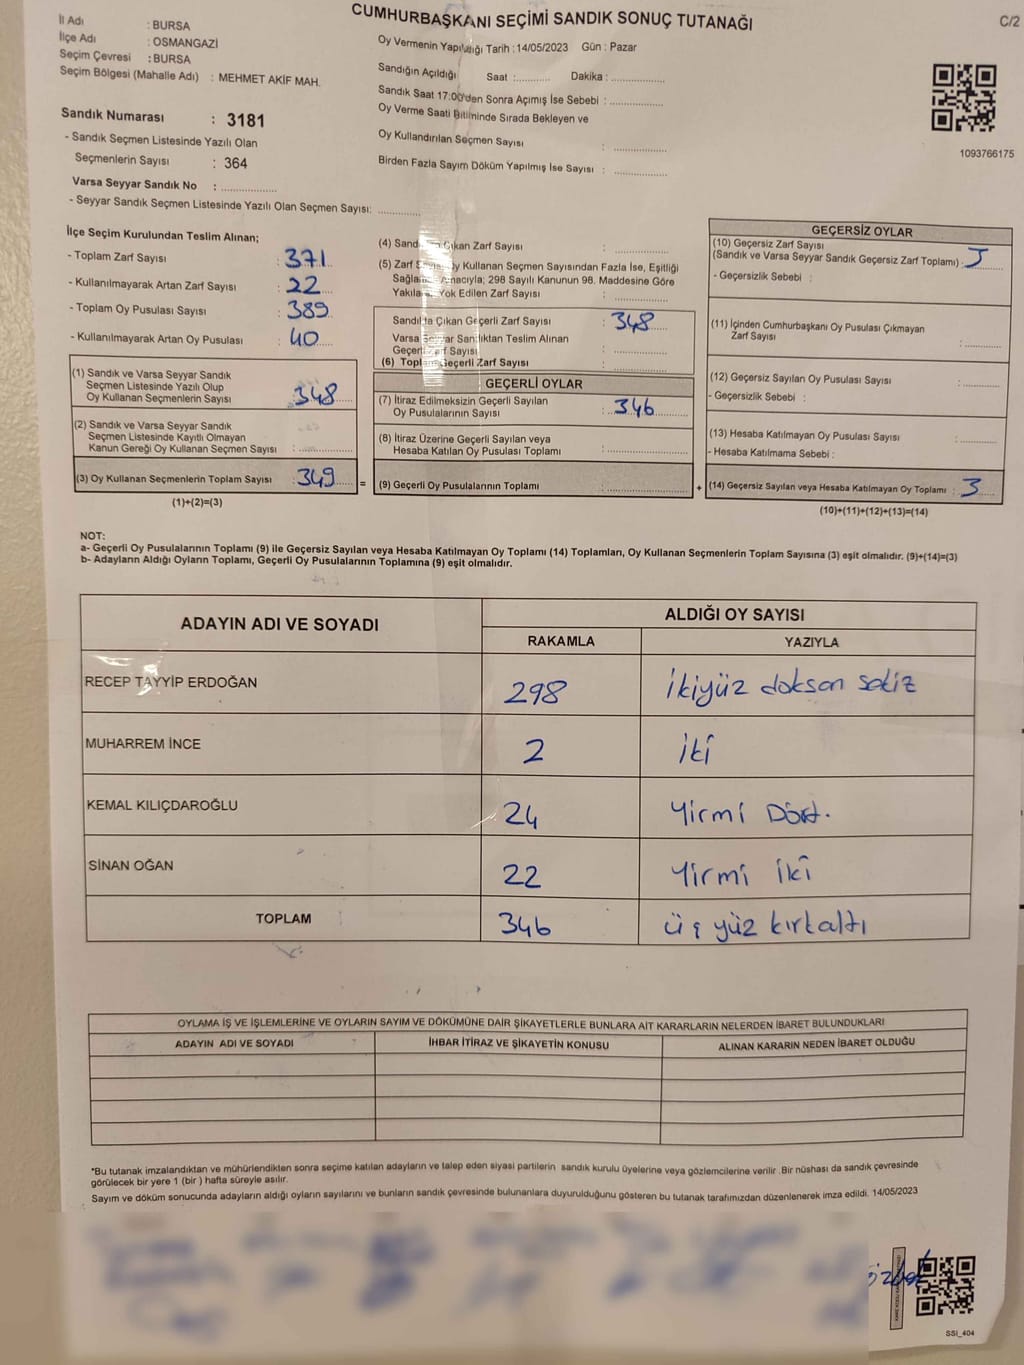 CUMHURBAŞKANI SEÇİMİ SANDIK SONUÇ TUTANAĞI
C/2
İl Adı : BURSA
İlçe Adı : OSMANGAZİ
Seçim Çevresi : BURSA
Seçim Bölgesi (Mahalle Adı) : MEHMET AKİF MAH.
Sandık Numarası : 3181
- Sandık Seçmen Listesinde Yazılı Olan
Seçmenlerin Sayısı : 364
Varsa Seyyar Sandık No : ..............
- Seyyar Sandık Seçmen Listesinde Yazılı Olan Seçmen Sayısı: ............
Oy Vermenin Yapıldığı Tarih : 14/05/2023 Gün : Pazar
Sandığın Açıldığı Saat :........... Dakika : ................
Sandık Saat 17:00'den Sonra Açımış İse Sebebi : ................
Oy Verme Saati Bitiminde Sırada Bekleyen ve
Oy Kullandırılan Seçmen Sayısı : ................
Birden Fazla Sayım Döküm Yapılmış İse Sayısı : ................
1093766175
İlçe Seçim Kurulundan Teslim Alınan;
- Toplam Zarf Sayısı : 371
- Kullanılmayarak Artan Zarf Sayısı : 22
- Toplam Oy Pusulası Sayısı : 389
- Kullanılmayarak Artan Oy Pusulası : 40
(1) Sandık ve Varsa Seyyar Sandık
Seçmen Listesinde Yazılı Olup
Oy Kullanan Seçmenlerin Sayısı : 348
(2) Sandık ve Varsa Seyyar Sandık
Seçmen Listesinde Kayıtlı Olmayan
Kanun Gereği Oy Kullanan Seçmen Sayısı : ................
(3) Oy Kullanan Seçmenlerin Toplam Sayısı : 349 =
(1)+(2)=(3)
(4) Sandıktan Çıkan Zarf Sayısı : ................
(5) Zarf Sayısı Oy Kullanan Seçmen Sayısından Fazla İse, Eşitliği
Sağlamak Amacıyla; 298 Sayılı Kanunun 98. Maddesine Göre
Yakılarak Yok Edilen Zarf Sayısı : ................
Sandıkta Çıkan Geçerli Zarf Sayısı : 348
Varsa Seyyar Sandıktan Teslim Alınan
Geçerli Zarf Sayısı : ................
(6) Toplam Geçerli Zarf Sayısı : ................
GEÇERLİ OYLAR
(7) İtiraz Edilmeksizin Geçerli Sayılan
Oy Pusulalarının Sayısı : 346
(8) İtiraz Üzerine Geçerli Sayılan veya
Hesaba Katılan Oy Pusulası Toplamı : ................
(9) Geçerli Oy Pusulalarının Toplamı : ................ +
GEÇERSİZ OYLAR
(10) Geçersiz Zarf Sayısı
(Sandık ve Varsa Seyyar Sandık Geçersiz Zarf Toplamı) :
- Geçersizlik Sebebi :
(11) İçinden Cumhurbaşkanı Oy Pusulası Çıkmayan
Zarf Sayısı : ............
(12) Geçersiz Sayılan Oy Pusulası Sayısı : ............
- Geçersizlik Sebebi :
(13) Hesaba Katılmayan Oy Pusulası Sayısı : ............
- Hesaba Katılmama Sebebi :
(14) Geçersiz Sayılan veya Hesaba Katılmayan Oy Toplamı : 3
(10)+(11)+(12)+(13)=(14)
NOT:
a- Geçerli Oy Pusulalarının Toplamı (9) ile Geçersiz Sayılan veya Hesaba Katılmayan Oy Toplamı (14) Toplamları, Oy Kullanan Seçmenlerin Toplam Sayısına (3) eşit olmalıdır. (9)+(14)=(3)
b- Adayların Aldığı Oyların Toplamı, Geçerli Oy Pusulalarının Toplamına (9) eşit olmalıdır.
ADAYIN ADI VE SOYADI ALDIĞI OY SAYISI
RAKAMLA YAZIYLA
RECEP TAYYİP ERDOĞAN 298 ikiyüz doksan sekiz
MUHARREM İNCE 2 iki
KEMAL KILIÇDAROĞLU 24 Yirmi Dört.
SİNAN OĞAN 22 Yirmi iki
TOPLAM 346 üç yüz kırkaltı
OYLAMA İŞ VE İŞLEMLERİNE VE OYLARIN SAYIM VE DÖKÜMÜNE DAİR ŞİKAYETLERLE BUNLARA AİT KARARLARIN NELERDEN İBARET BULUNDUKLARI
ADAYIN ADI VE SOYADI İHBAR İTİRAZ VE ŞİKAYETİN KONUSU ALINAN KARARIN NEDEN İBARET OLDUĞU
*Bu tutanak imzalandıktan ve mühürlendikten sonra seçime katılan adayların ve talep eden siyasi partilerin sandık kurulu üyelerine veya gözlemcilerine verilir .Bir nüshası da sandık çevresinde
görülecek bir yere 1 (bir ) hafta süreyle asılır.
Sayım ve döküm sonucunda adayların aldığı oyların sayılarını ve bunların sandık çevresinde bulunanlara duyurulduğunu gösteren bu tutanak tarafımızdan düzenlenerek imza edildi. 14/05/2023
SSI_404